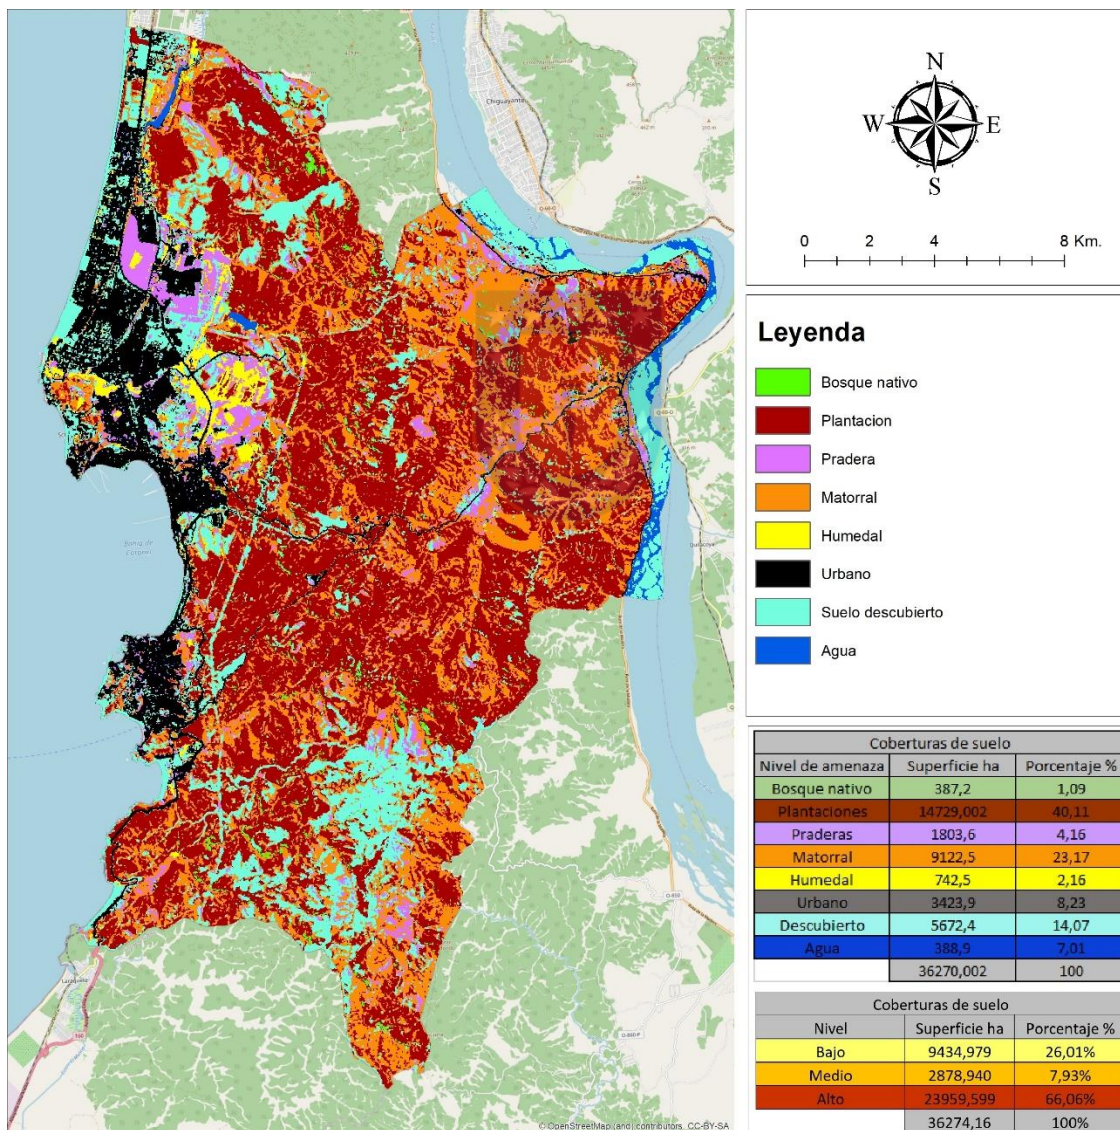 Chiguayante
N
W
E
S
0 2 4 8 Km.
Leyenda
Bosque nativo
Plantacion
Pradera
Matorral
Humedal
Urbano
Suelo descubierto
Agua
Bahía de
Coronel
Laraquete
160
Coberturas de suelo
Nivel de amenaza Superficie ha Porcentaje %
Bosque nativo 387,2 1,09
Plantaciones 14729,002 40,11
Praderas 1803,6 4,16
Matorral 9122,5 23,17
Humedal 742,5 2,16
Urbano 3423,9 8,23
Descubierto 5672,4 14,07
Agua 388,9 7,01
36270,002 100
Coberturas de suelo
Nivel Superficie ha Porcentaje %
Bajo 9434,979 26,01%
Medio 2878,940 7,93%
Alto 23959,599 66,06%
36274,16 100%
© OpenStreetMap (and) contributors, CC-BY-SA